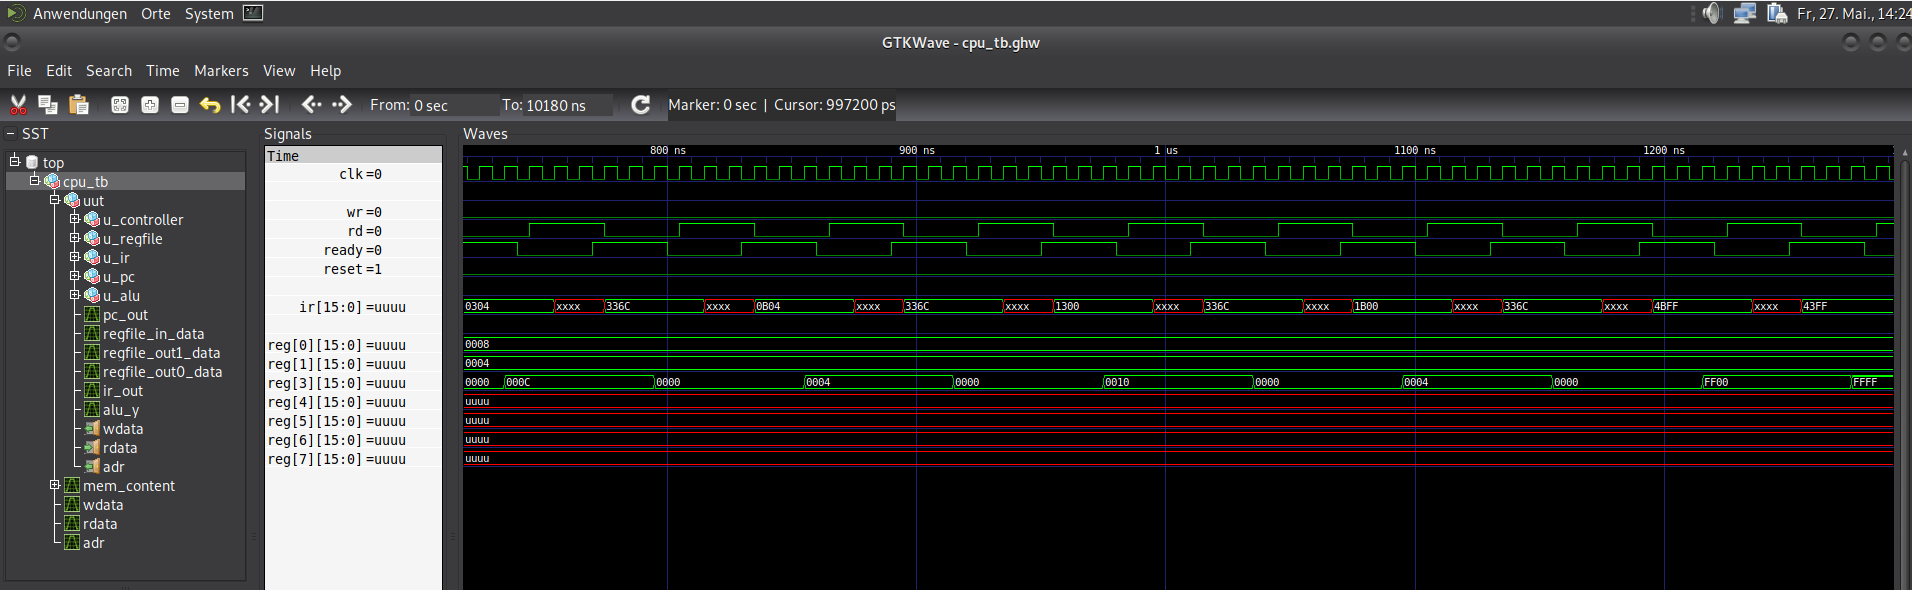 Anwendungen Orte System Fr, 27. Mai., 14:24
GTKWave - cpu_tb.ghw
File Edit Search Time Markers View Help
From: 0 sec To: 10180 ns Marker: 0 sec | Cursor: 997200 ps
SST Signals Waves
Time 800 ns 900 ns 1 us 1100 ns 1200 ns
top
clk =0
cpu_tb
uut
wr =0
u_controller
rd =0
u_regfile
ready =0
u_ir
reset =1
u_pc
u_alu
ir[15:0] =uuuu 0304 xxxx 336C xxxx 0B04 xxxx 336C xxxx 1300 xxxx 336C xxxx 1B00 xxxx 336C xxxx 4BFF xxxx 43FF
pc_out
regfile_in_data
reg[0][15:0] =uuuu 0008
regfile_out1_data
reg[1][15:0] =uuuu 0004
regfile_out0_data
reg[3][15:0] =uuuu 0000 000C 0000 0004 0000 0010 0000 0004 0000 FF00 FFFF
ir_out
reg[4][15:0] =uuuu uuuu
alu_y
reg[5][15:0] =uuuu uuuu
wdata
reg[6][15:0] =uuuu uuuu
rdata
reg[7][15:0] =uuuu uuuu
adr
mem_content
wdata
rdata
adr